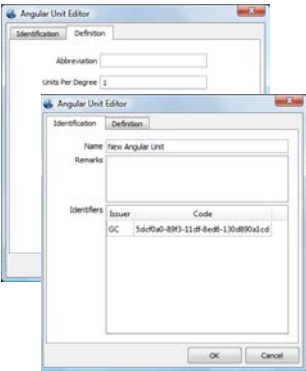 Angular Unit Editor
Identification Definition
Abbreviation
Units Per Degree 1
Angular Unit Editor
Identification Definition
Name New Angular Unit
Remarks
Identifiers Issuer Code
GC 5dcf0a0-89f3-11df-8ed6-130d890a1cd
OK Cancel